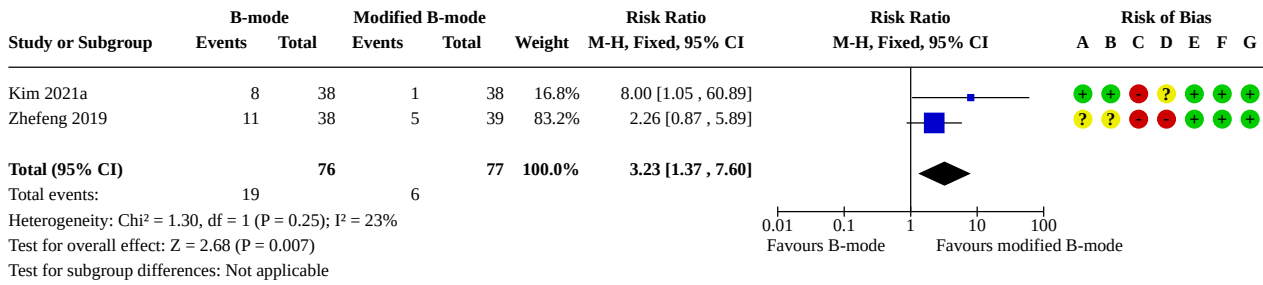 B-mode Modified B-mode Risk Ratio Risk Ratio Risk of Bias
Study or Subgroup Events Total Events Total Weight M-H, Fixed, 95% CI M-H, Fixed, 95% CI A B C D E F G
Kim 2021a 8 38 1 38 16.8% 8.00 [1.05 , 60.89] + + - ? + + +
Zhefeng 2019 11 38 5 39 83.2% 2.26 [0.87 , 5.89] ? ? - - + + +
Total (95% CI) 76 77 100.0% 3.23 [1.37 , 7.60]
Total events: 19 6
Heterogeneity: Chi² = 1.30, df = 1 (P = 0.25); I² = 23%
0.01 0.1 1 10 100
Test for overall effect: Z = 2.68 (P = 0.007) Favours B-mode Favours modified B-mode
Test for subgroup differences: Not applicable